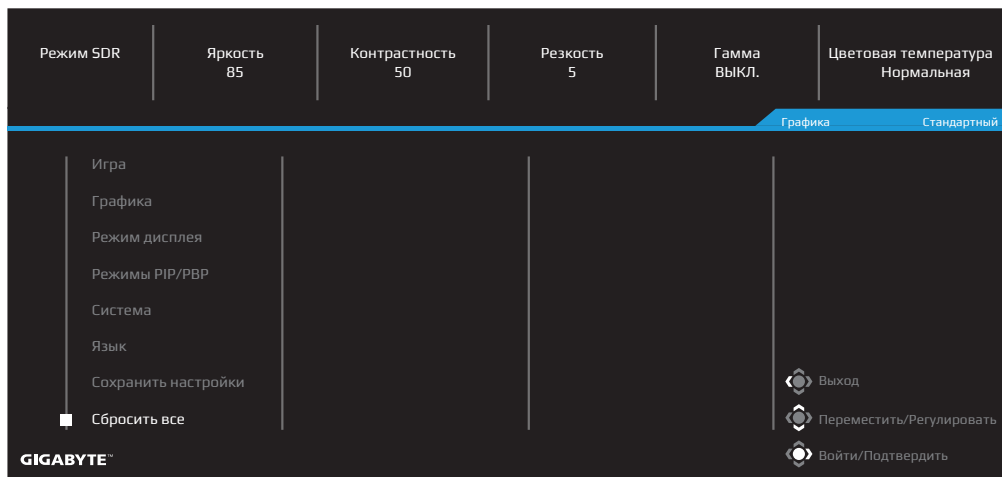 Режим SDR
Яркость
85
Контрастность
50
Резкость
5
Гамма
ВЫКЛ.
Цветовая температура
Нормальная
Графика
Стандартный
Игра
Графика
Режим дисплея
Режимы PIP/PBP
Система
Язык
Сохранить настройки
Сбросить все
Выход
Переместить/Регулировать
Войти/Подтвердить
GIGABYTE™